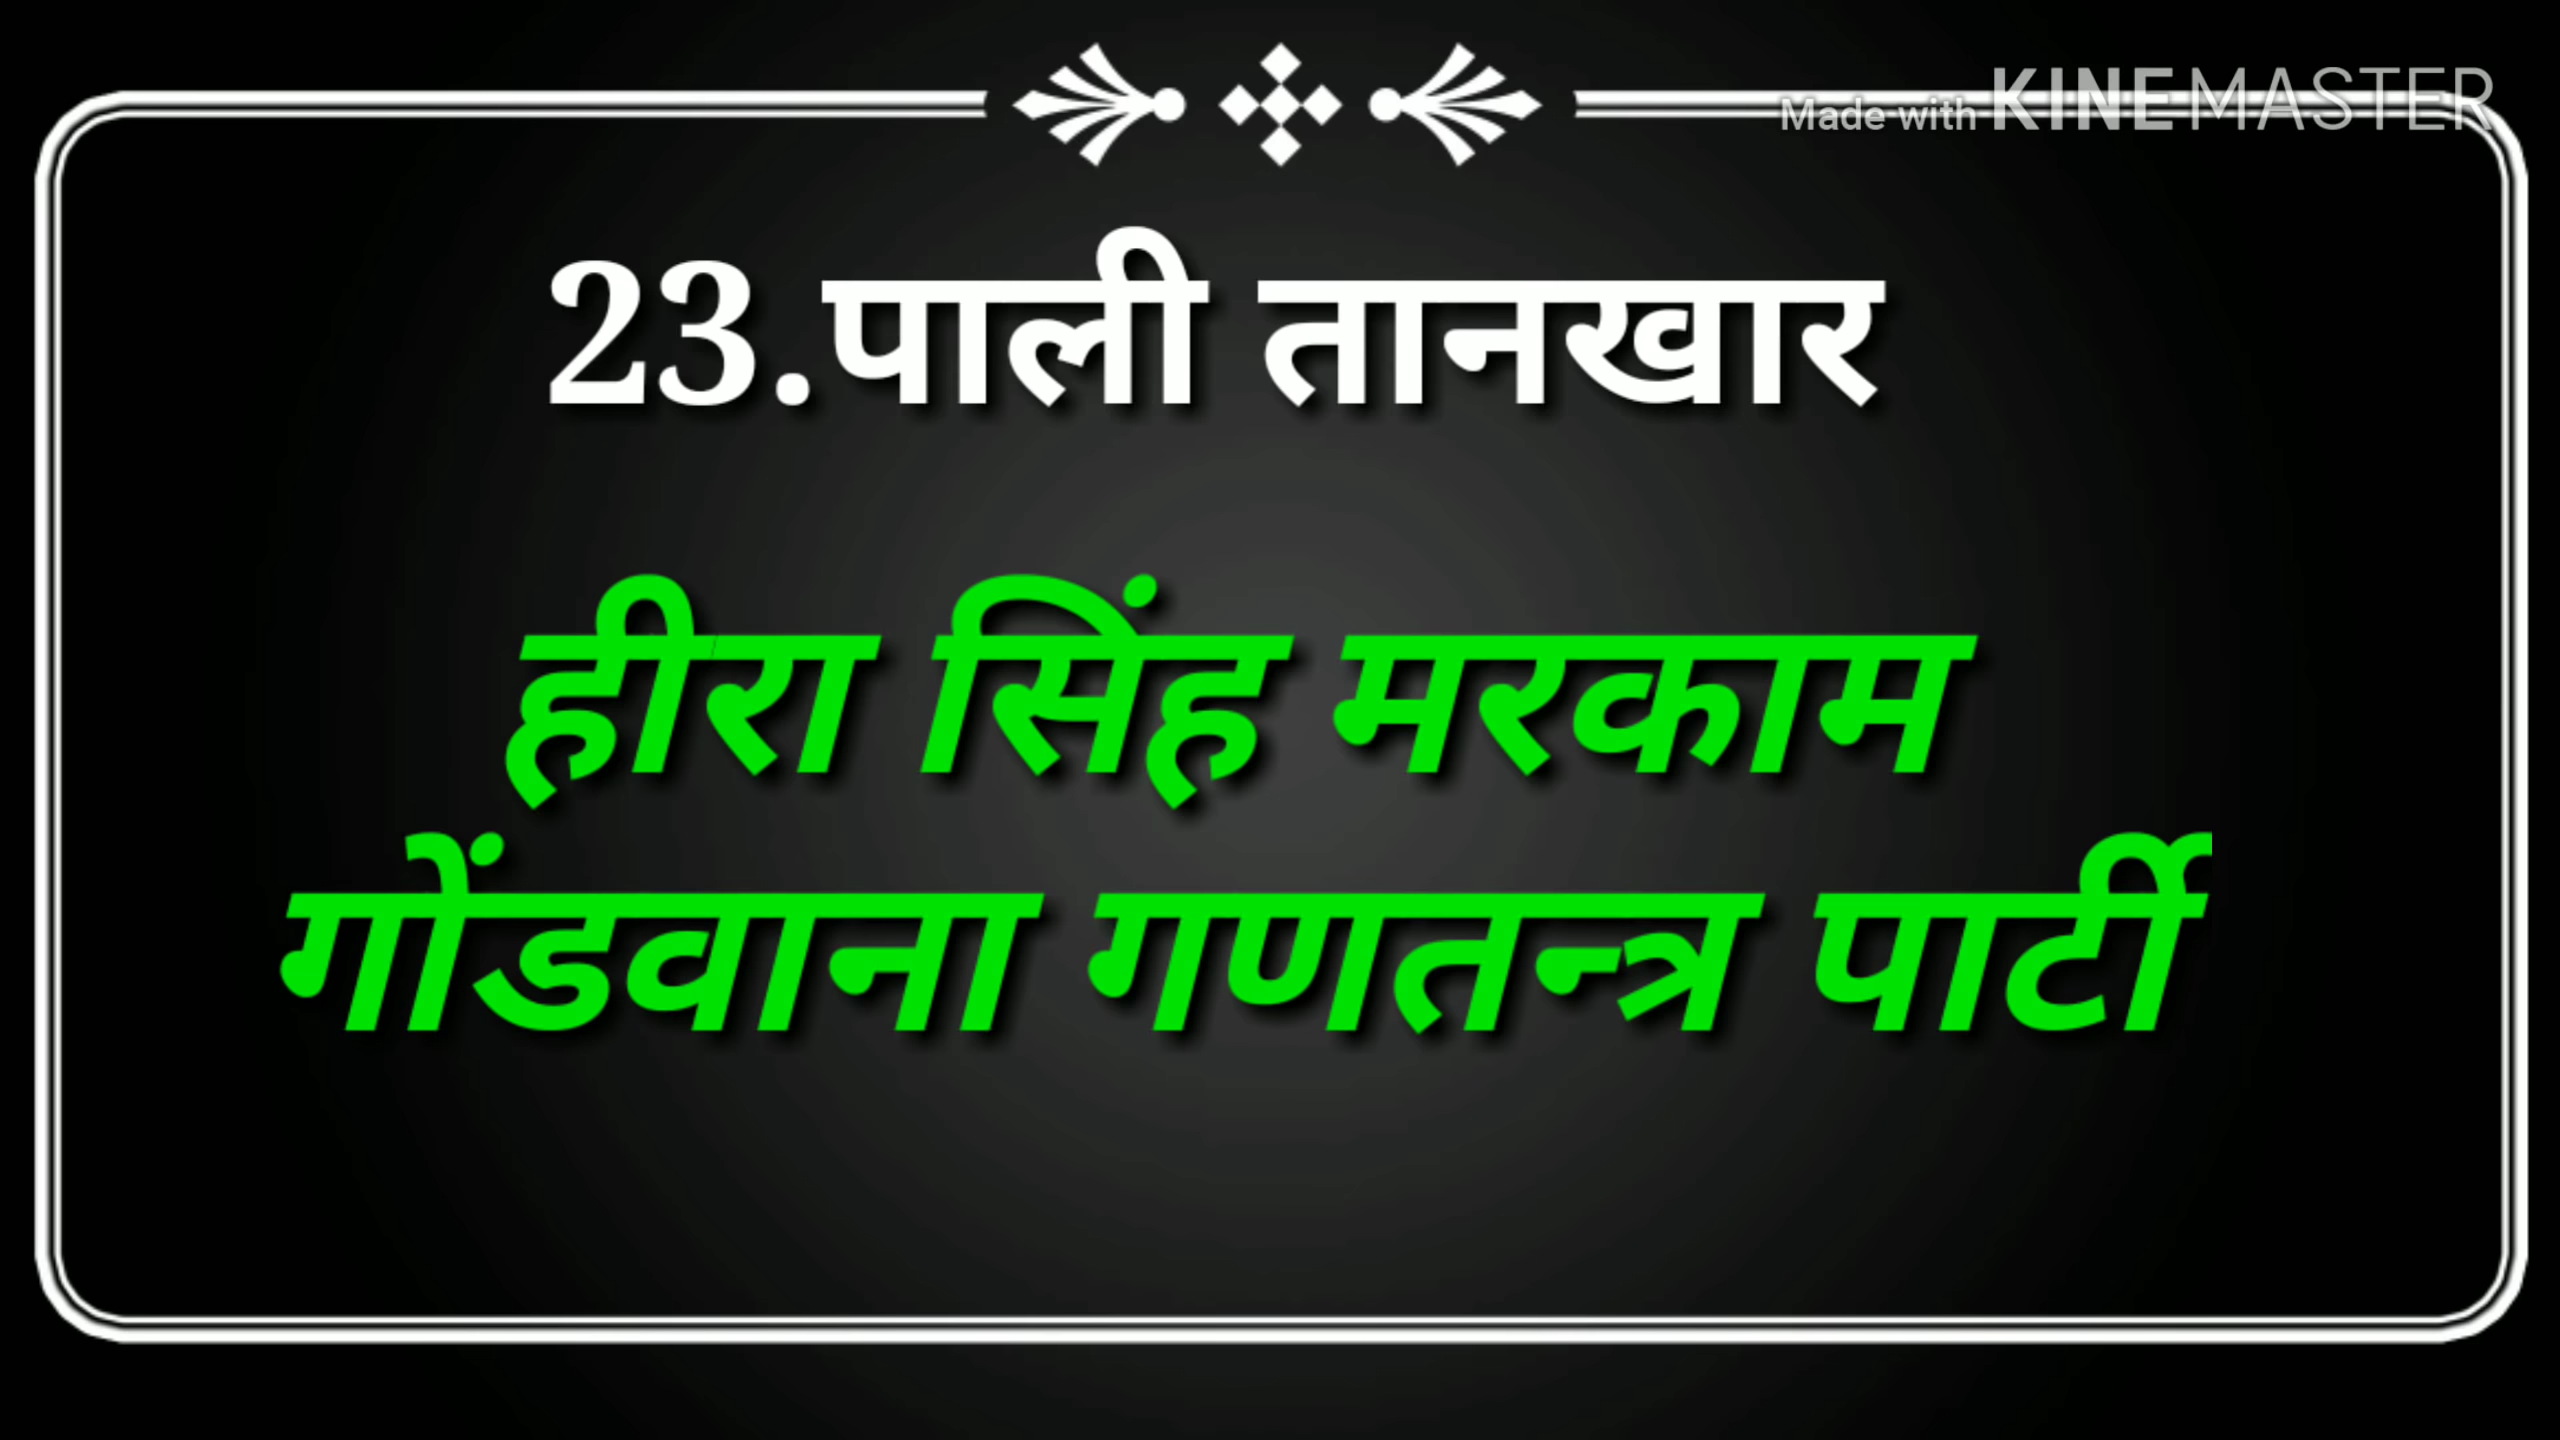 Made with KINEMASTER
23.पाली तानखार
हीरा सिंह मरकाम
गोंडवाना गणतन्त्र पार्टी